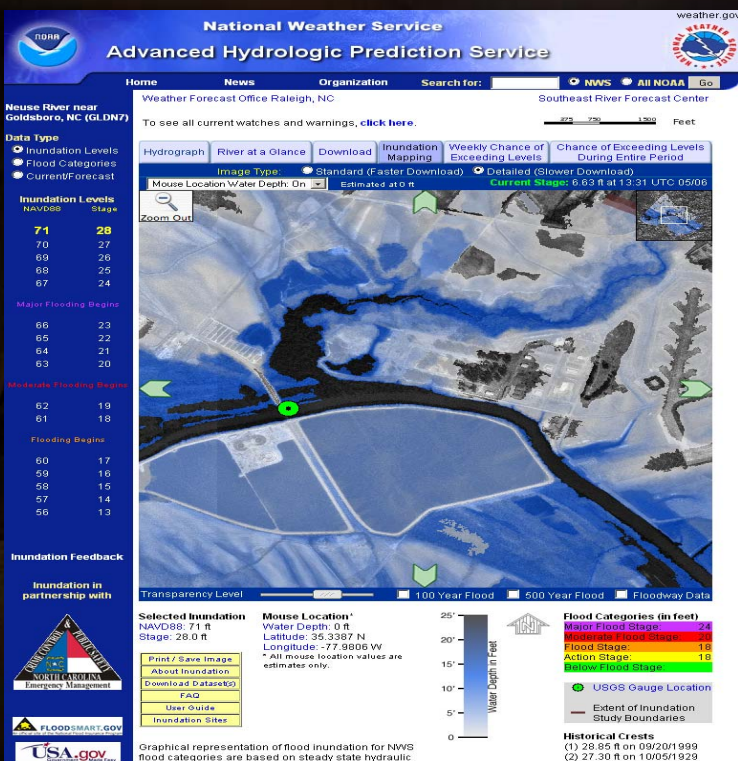 weather.gov
NOAA
National Weather Service
Advanced Hydrologic Prediction Service
NATIONAL WEATHER SERVICE
Home News Organization Search for: NWS All NOAA Go
Neuse River near
Goldsboro, NC (GLDN7)
Data Type
Inundation Levels
Flood Categories
Current/Forecast
Inundation Levels
NAVD88 Stage
71 28
70 27
69 26
68 25
67 24
Major Flooding Begins
66 23
65 22
64 21
63 20
Moderate Flooding Begins
62 19
61 18
Flooding Begins
60 17
59 16
58 15
57 14
56 13
Inundation Feedback
Inundation in
partnership with
CRIME CONTROL & PUBLIC SAFETY
NORTH CAROLINA
Emergency Management
FLOODSMART.GOV
USA.gov
Weather Forecast Office Raleigh, NC Southeast River Forecast Center
To see all current watches and warnings, click here.
375 750 1500 Feet
Hydrograph River at a Glance Download Inundation Mapping Weekly Chance of Exceeding Levels Chance of Exceeding Levels During Entire Period
Image Type: Standard (Faster Download) Detailed (Slower Download)
Mouse Location Water Depth: On Estimated at 0 ft Current Stage: 6.63 ft at 13:31 UTC 05/06
Zoom Out
Transparency Level 100 Year Flood 500 Year Flood Floodway Data
Selected Inundation
NAVD88: 71 ft
Stage: 28.0 ft
Print / Save Image
About Inundation
Download Dataset(s)
FAQ
User Guide
Inundation Sites
Mouse Location*
Water Depth: 0 ft
Latitude: 35.3387 N
Longitude: -77.9806 W
* All mouse location values are
estimates only.
25'
20'
15'
10'
5'
0
Water Depth in Feet
Flood Categories (in feet)
Major Flood Stage: 24
Moderate Flood Stage: 20
Flood Stage: 18
Action Stage: 18
Below Flood Stage:
USGS Gauge Location
Extent of Inundation
Study Boundaries
Historical Crests
(1) 28.85 ft on 09/20/1999
(2) 27.30 ft on 10/05/1929
Graphical representation of flood inundation for NWS
flood categories are based on steady state hydraulic